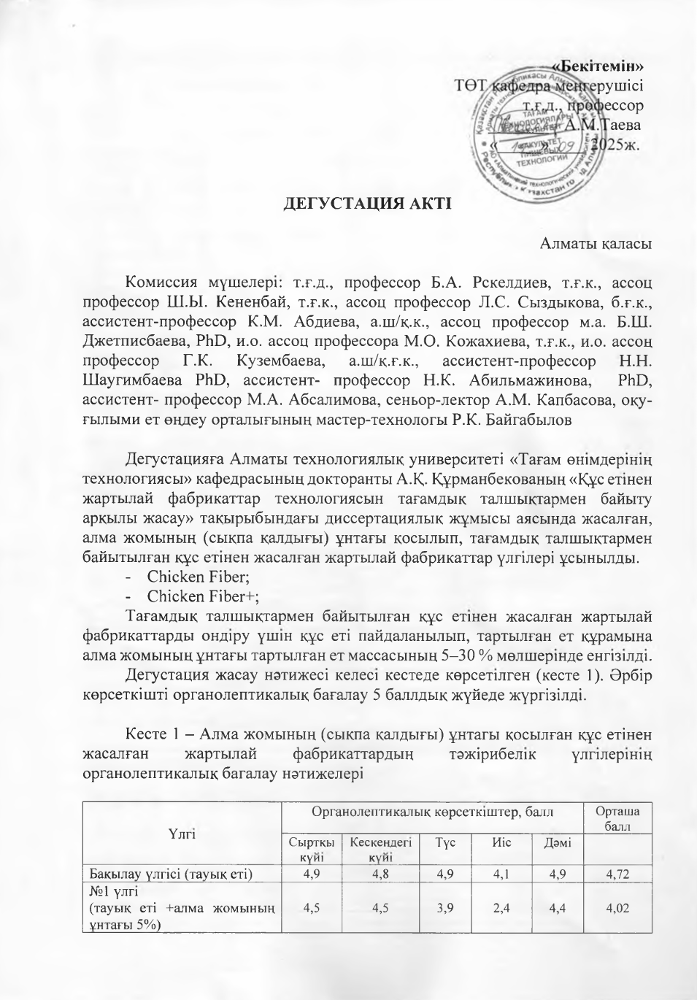 «Бекітемін»
ТӨТ кафедра меңгерушісі
т.ғ.д., профессор
А.М.Таева
« » 09 2025ж.
ТАҒАМ
ТЕХНОЛОГИЯЛАРЫ
ФАКУЛЬТЕТІ
ФАКУЛЬТЕТ
ПИЩЕВЫХ
ТЕХНОЛОГИИ
ДЕГУСТАЦИЯ АКТІ
Алматы қаласы
Комиссия мүшелері: т.ғ.д., профессор Б.А. Рскелдиев, т.ғ.к., ассоц
профессор Ш.Ы. Кененбай, т.ғ.к., ассоц профессор Л.С. Сыздыкова, б.ғ.к.,
ассистент-профессор К.М. Абдиева, а.ш/қ.к., ассоц профессор м.а. Б.Ш.
Джетписбаева, PhD, и.о. ассоц профессора М.О. Кожахиева, т.ғ.к., и.о. ассоц
профессор Г.К. Кузембаева, а.ш/қ.ғ.к., ассистент-профессор Н.Н.
Шаугимбаева PhD, ассистент- профессор Н.К. Абильмажинова, PhD,
ассистент- профессор М.А. Абсалимова, сеньор-лектор А.М. Капбасова, оқу-
ғылыми ет өңдеу орталығының мастер-технологы Р.К. Байгабылов
Дегустацияға Алматы технологиялық университеті «Тағам өнімдерінің
технологиясы» кафедрасының докторанты А.Қ. Құрманбекованың «Құс етінен
жартылай фабрикаттар технологиясын тағамдық талшықтармен байыту
арқылы жасау» тақырыбындағы диссертациялық жұмысы аясында жасалған,
алма жомының (сықпа қалдығы) ұнтағы қосылып, тағамдық талшықтармен
байытылған құс етінен жасалған жартылай фабрикаттар үлгілері ұсынылды.
- Chicken Fiber;
- Chicken Fiber+;
Тағамдық талшықтармен байытылған құс етінен жасалған жартылай
фабрикаттарды ондіру үшін құс еті пайдаланылып, тартылған ет құрамына
алма жомының ұнтағы тартылған ет массасының 5–30 % мөлшерінде енгізілді.
Дегустация жасау нәтижесі келесі кестеде көрсетілген (кесте 1). Әрбір
көрсеткішті органолептикалық бағалау 5 баллдық жүйеде жүргізілді.
Кесте 1 – Алма жомының (сықпа қалдығы) ұнтагы қосылған құс етінен
жасалған жартылай фабрикаттардың тәжірибелік үлгілерінің
органолептикалық багалау нәтижелері
Үлгі Органолептикалық көрсеткіштер, балл Орташа
балл
Сыртқы Кескендегі Түс Иіс Дәмі
күйі күйі
Бақылау үлгісі (тауық еті) 4,9 4,8 4,9 4,1 4,9 4,72
№1 үлгі
(тауық еті +алма жомының 4,5 4,5 3,9 2,4 4,4 4,02
ұнтағы 5%)